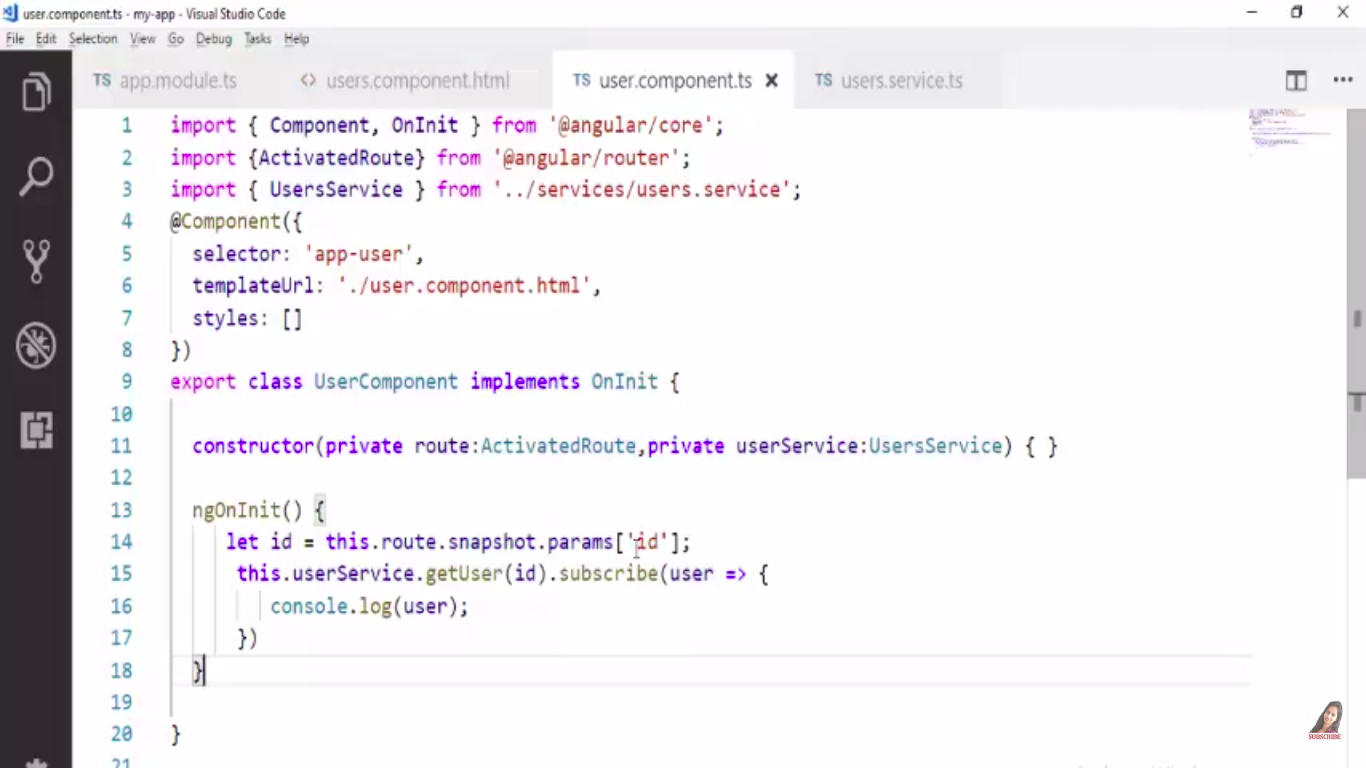 user.component.ts - my-app - Visual Studio Code
File Edit Selection View Go Debug Tasks Help
TS app.module.ts <> users.component.html TS user.component.ts TS users.service.ts
1 import { Component, OnInit } from '@angular/core';
2 import {ActivatedRoute} from '@angular/router';
3 import { UsersService } from '../services/users.service';
4 @Component({
5 selector: 'app-user',
6 templateUrl: './user.component.html',
7 styles: []
8 })
9 export class UserComponent implements OnInit {
10
11 constructor(private route:ActivatedRoute,private userService:UsersService) { }
12
13 ngOnInit() {
14 let id = this.route.snapshot.params['id'];
15 this.userService.getUser(id).subscribe(user => {
16 console.log(user);
17 })
18 }
19
20 }
21
SUBSCRIBE